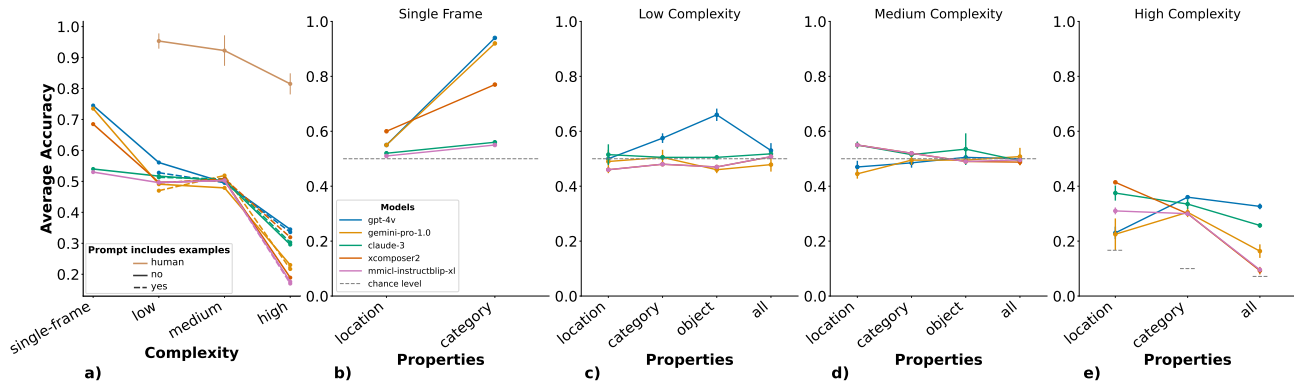 Single Frame
Low Complexity
Medium Complexity
High Complexity
Average Accuracy
1.0
0.9
0.8
0.7
0.6
0.5
0.4
0.3
0.2
Prompt includes examples
human
no
yes
single-frame
low
medium
high
Complexity
a)
1.0
0.8
0.6
0.4
0.2
0.0
Models
gpt-4v
gemini-pro-1.0
claude-3
xcomposer2
mmicl-instructblip-xl
chance level
location
category
Properties
b)
1.0
0.8
0.6
0.4
0.2
0.0
location
category
object
all
Properties
c)
1.0
0.8
0.6
0.4
0.2
0.0
location
category
object
all
Properties
d)
1.0
0.8
0.6
0.4
0.2
0.0
location
category
all
Properties
e)